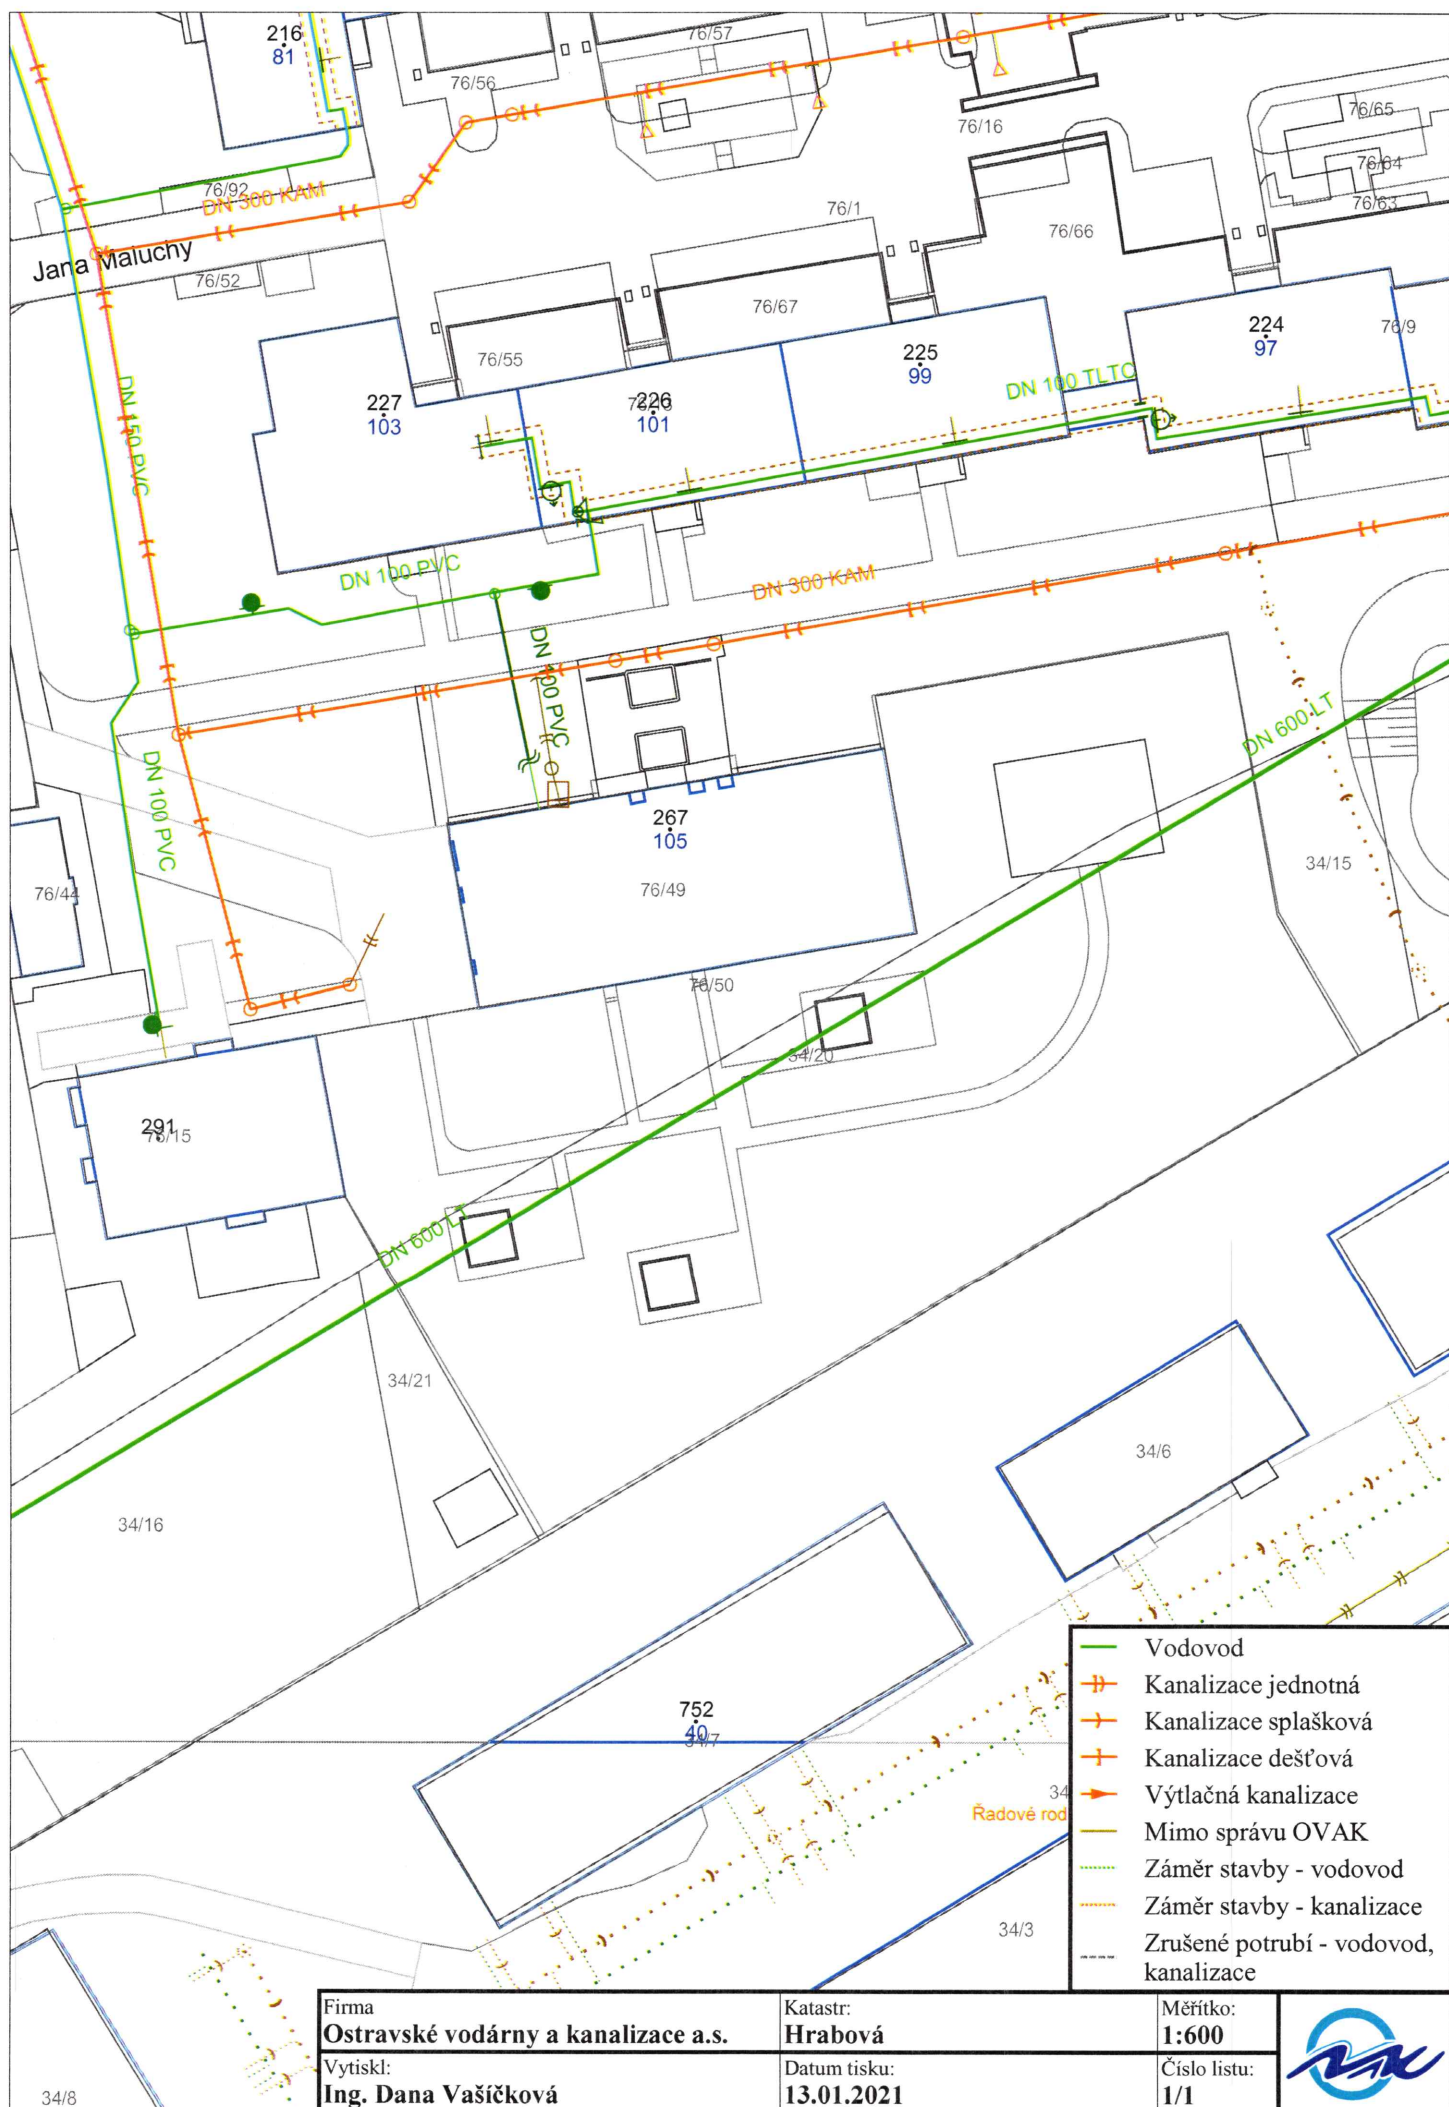 216
81
76/57
76/56
76/16
76/65
76/64
76/63
76/92
DN 300 KAM
76/1
76/66
Jana Maluchy
76/52
76/67
76/9
224
97
225
99
76/55
DN 100 TLTC
DN 150 PVC
227
103
226
101
DN 100 PVC
DN 300 KAM
DN 100 PVC
DN 600 LT
DN 100 PVC
267
105
34/15
76/44
76/49
76/50
34/20
291
76/15
DN 600 LT
34/21
34/6
34/16
752
40
34/7
34
Řadové rod
34/3
34/8
Vodovod
Kanalizace jednotná
Kanalizace splašková
Kanalizace dešťová
Výtlačná kanalizace
Mimo správu OVAK
Záměr stavby - vodovod
Záměr stavby - kanalizace
Zrušené potrubí - vodovod,
kanalizace
Firma
Ostravské vodárny a kanalizace a.s.
Katastr:
Hrabová
Měřítko:
1:600
Vytiskl:
Ing. Dana Vašíčková
Datum tisku:
13.01.2021
Číslo listu:
1/1